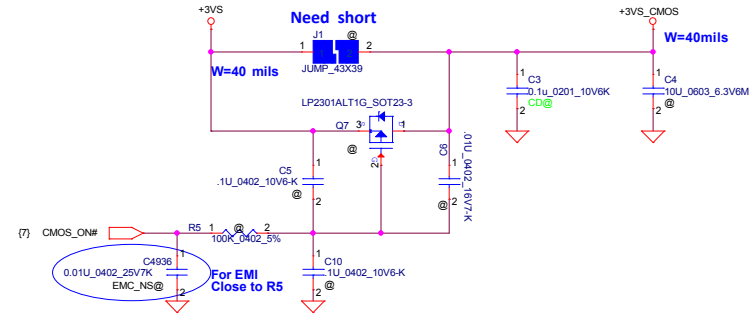 +3VS
Need short
+3VS_CMOS
J1
@
1
2
JUMP_43X39
W=40 mils
W=40mils
LP2301ALT1G_SOT23-3
Q7
3
1
2
@
C3
1
0.1u_0201_10V6K
2
CD@
C4
1
10U_0603_6.3V6M
2
@
C5
1
.1U_0402_10V6-K
2
@
C6
1
.01U_0402_16V7-K
2
@
{7}
CMOS_ON#
R5
1
@
2
100K_0402_5%
C4936
1
0.01U_0402_25V7K
2
EMC_NS@
For EMI
Close to R5
C10
1
.1U_0402_10V6-K
2
@